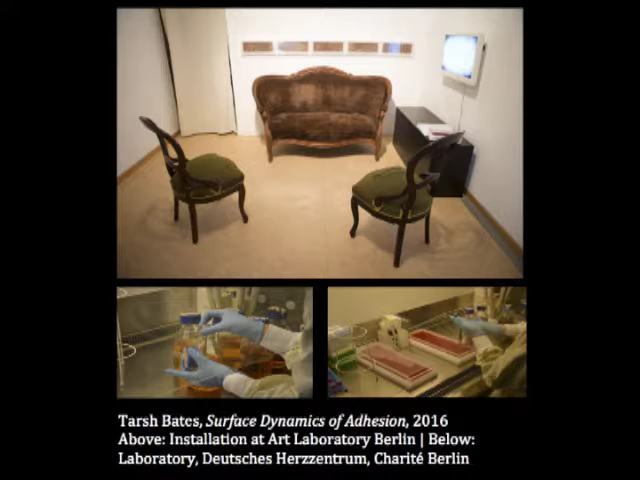 Tarsh Bates, Surface Dynamics of Adhesion, 2016
Above: Installation at Art Laboratory Berlin | Below:
Laboratory, Deutsches Herzzentrum, Charité Berlin